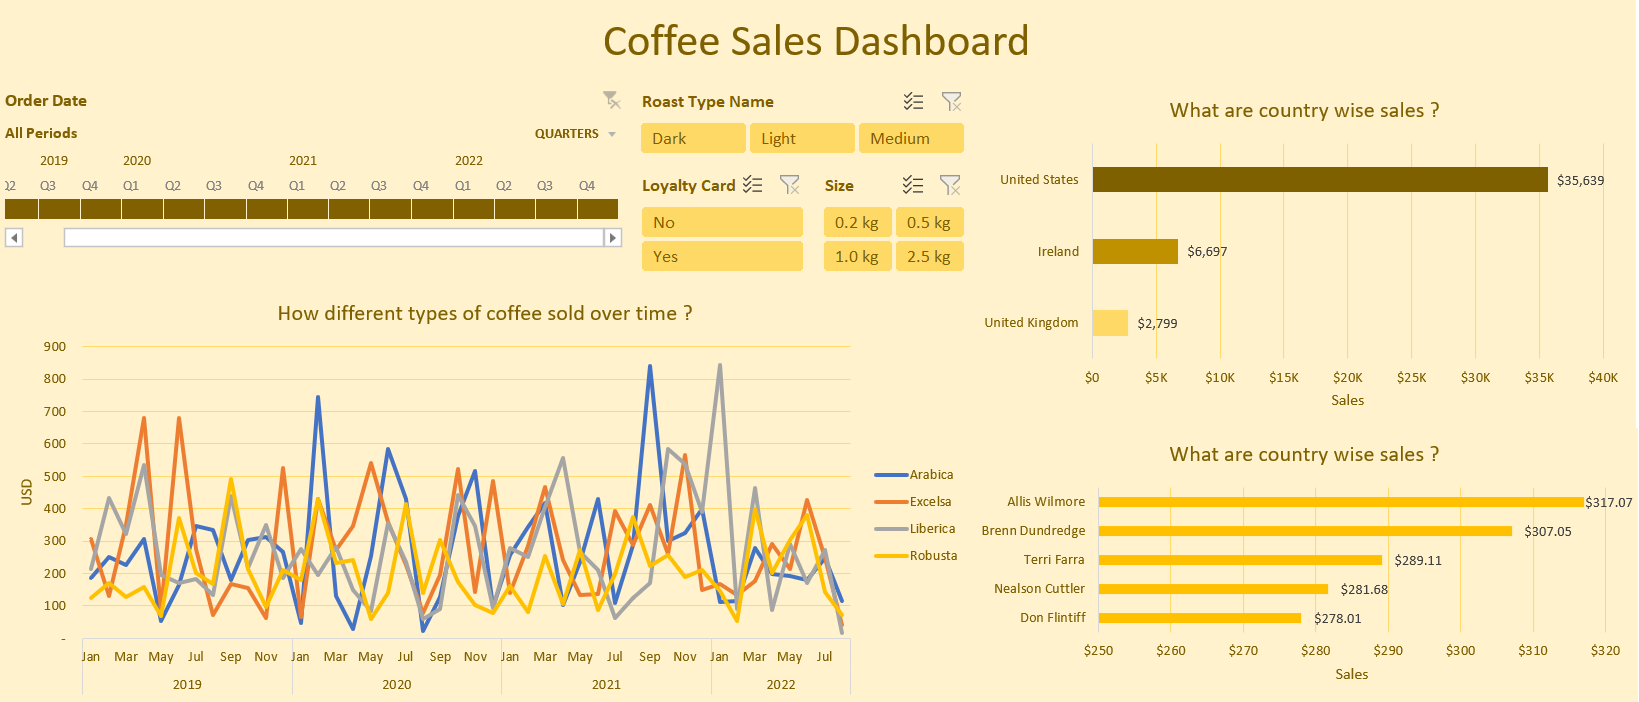 Coffee Sales Dashboard
Order Date
All Periods
QUARTERS
2019 2020 2021 2022
Q2 Q3 Q4 Q1 Q2 Q3 Q4 Q1 Q2 Q3 Q4 Q1 Q2 Q3 Q4
Roast Type Name
Dark Light Medium
Loyalty Card
No
Yes
Size
0.2 kg 0.5 kg
1.0 kg 2.5 kg
How different types of coffee sold over time ?
USD
900
800
700
600
500
400
300
200
100
-
Jan Mar May Jul Sep Nov Jan Mar May Jul Sep Nov Jan Mar May Jul Sep Nov Jan Mar May Jul
2019 2020 2021 2022
Arabica
Excelsa
Liberica
Robusta
What are country wise sales ?
United States $35,639
Ireland $6,697
United Kingdom $2,799
$0 $5K $10K $15K $20K $25K $30K $35K $40K
Sales
What are country wise sales ?
Allis Wilmore $317.07
Brenn Dundredge $307.05
Terri Farra $289.11
Nealson Cuttler $281.68
Don Flintiff $278.01
$250 $260 $270 $280 $290 $300 $310 $320
Sales